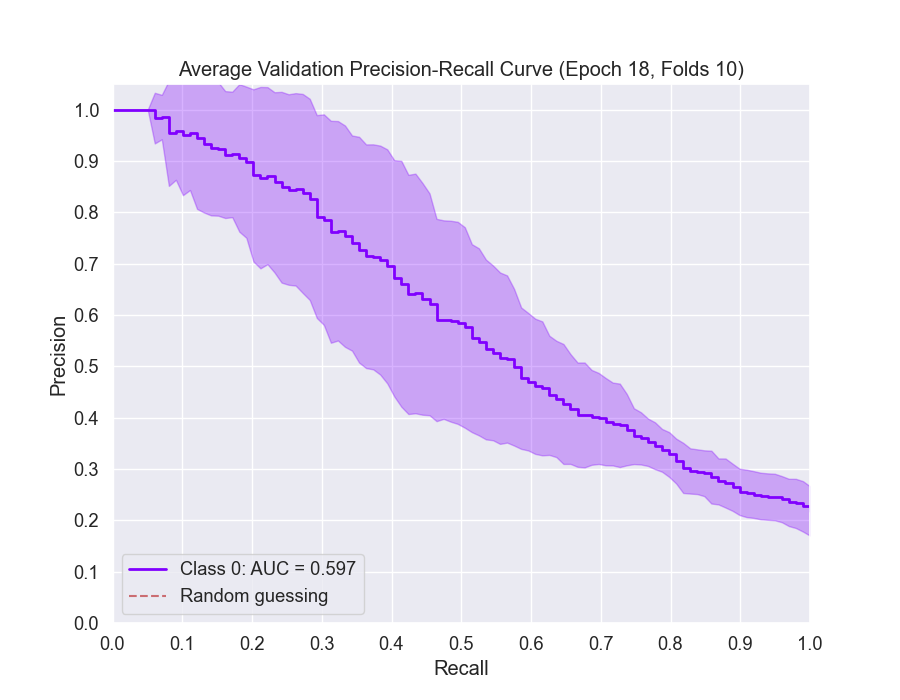 Average Validation Precision-Recall Curve (Epoch 18, Folds 10)
Precision
1.0
0.9
0.8
0.7
0.6
0.5
0.4
0.3
0.2
0.1
0.0
Class 0: AUC = 0.597
Random guessing
0.0 0.1 0.2 0.3 0.4 0.5 0.6 0.7 0.8 0.9 1.0
Recall